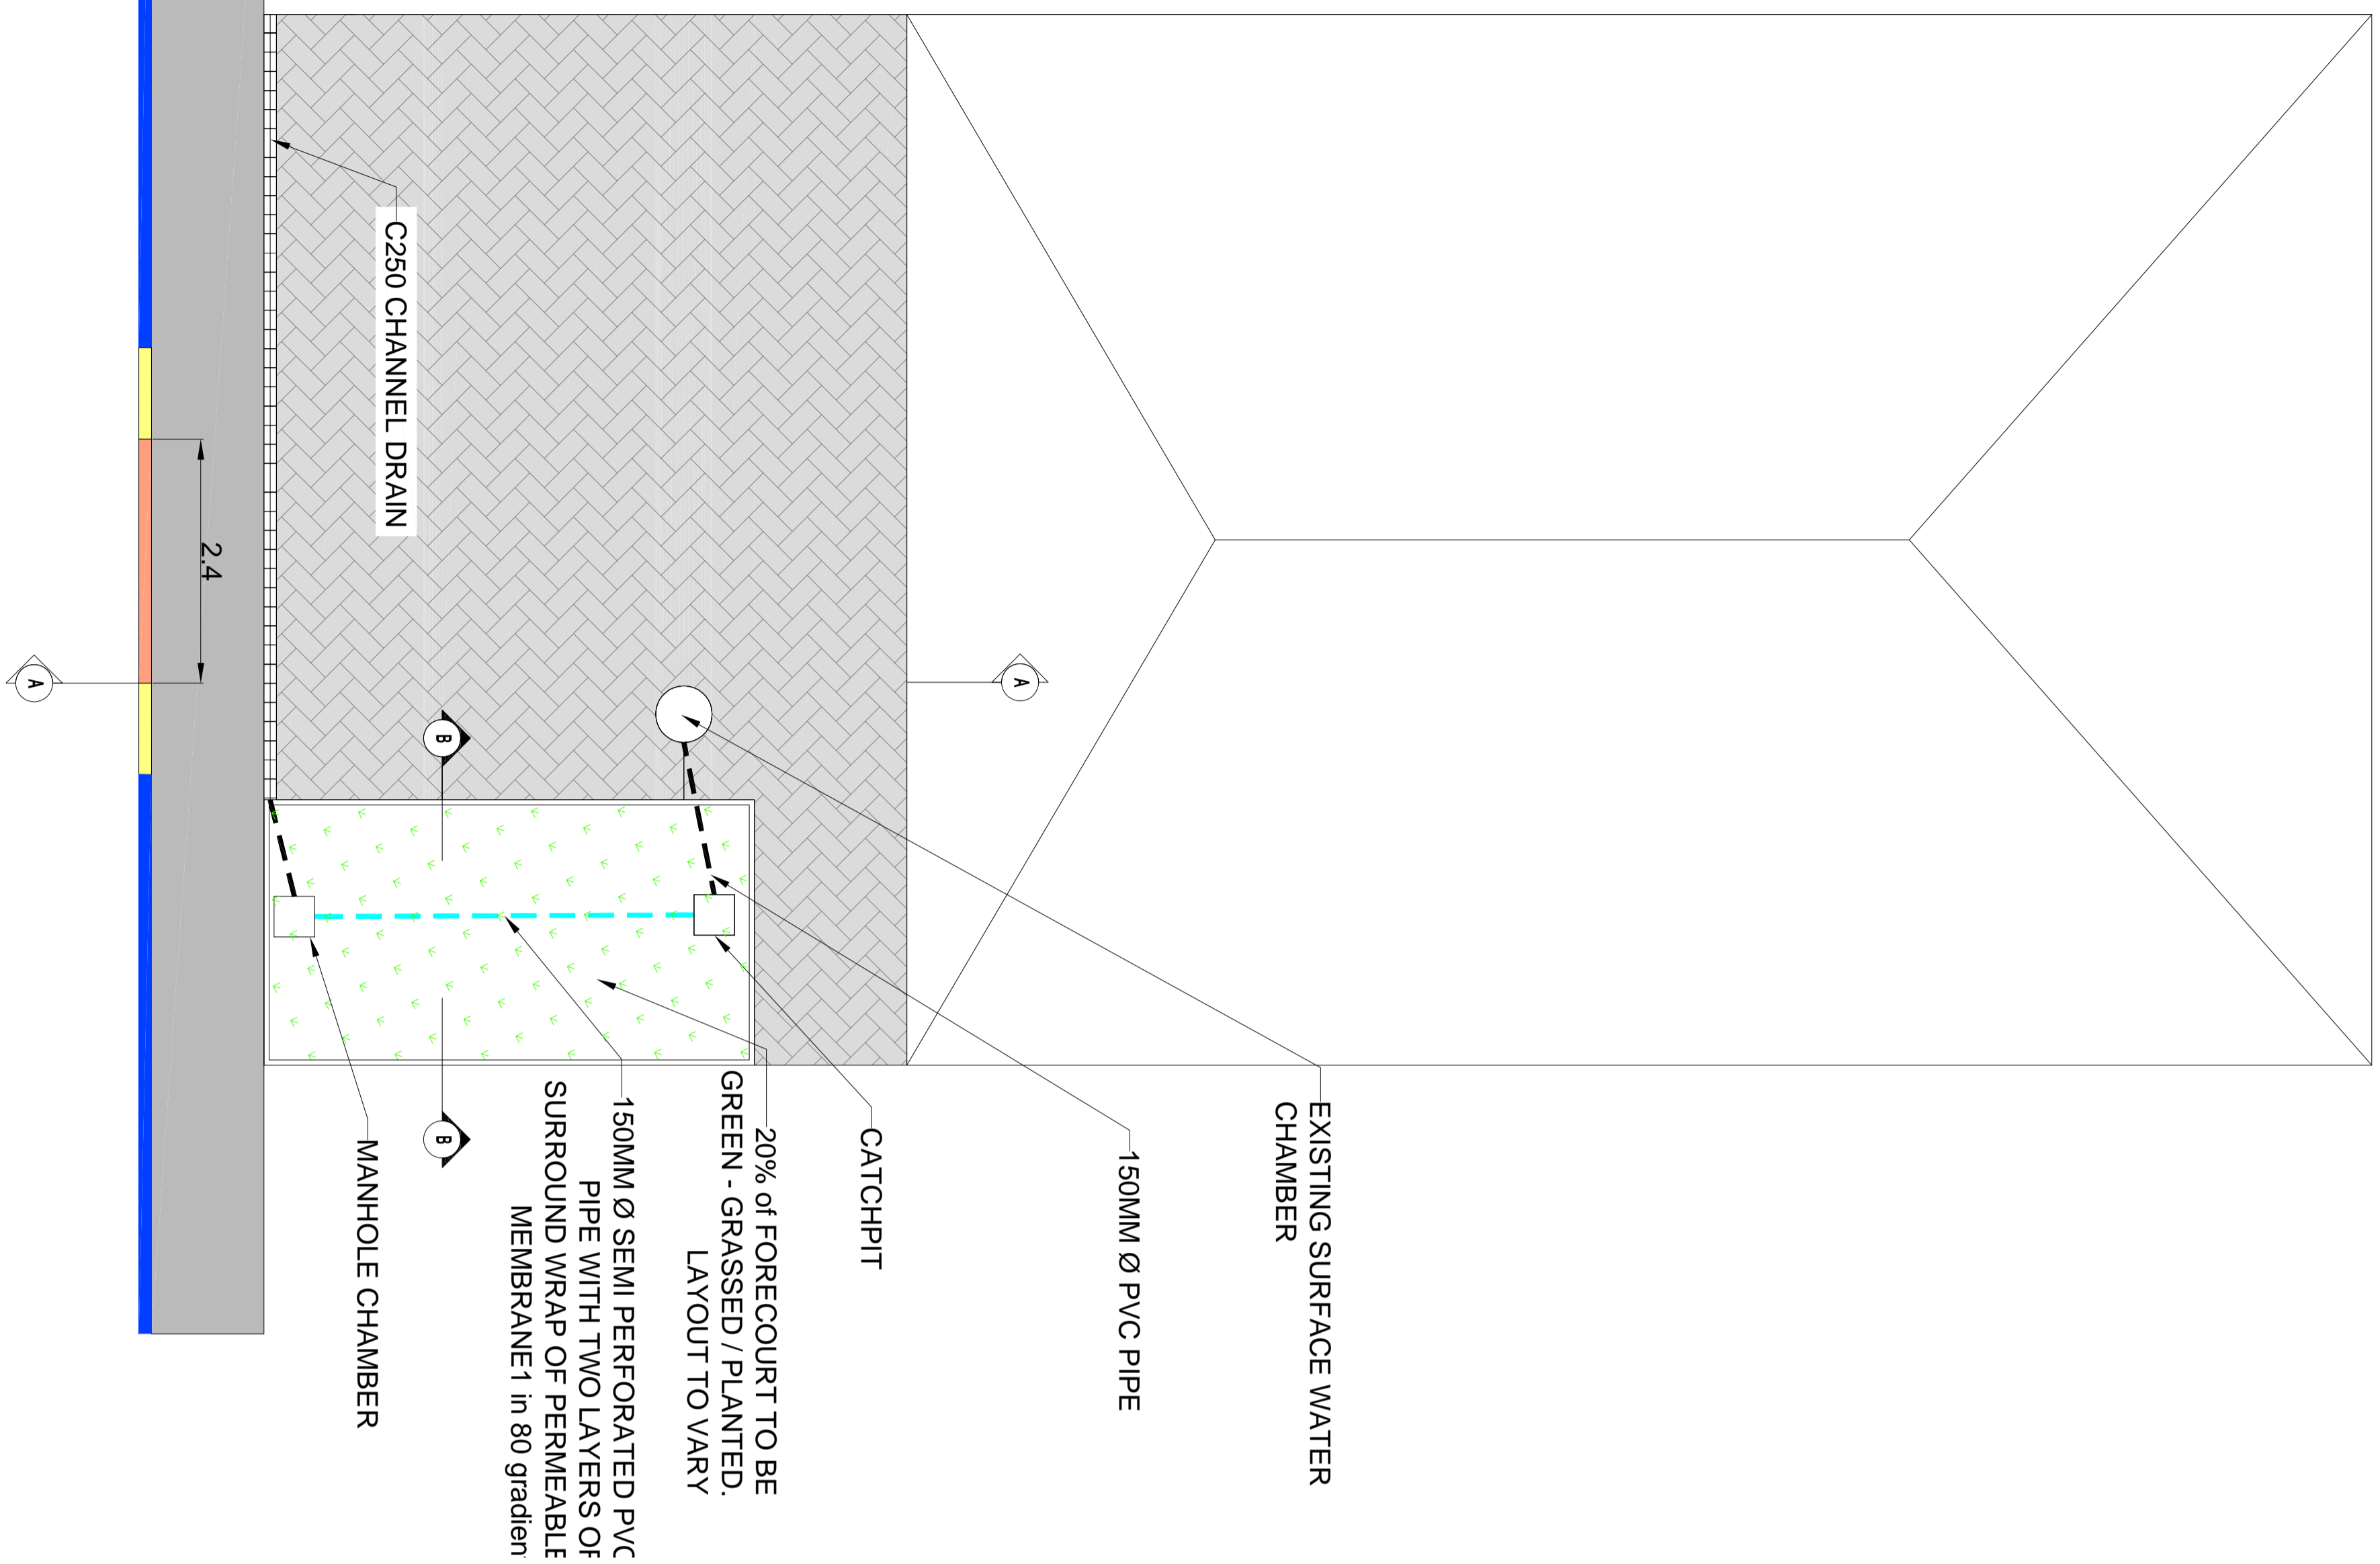 EXISTING SURFACE WATER
CHAMBER
150MM Ø PVC PIPE
CATCHPIT
20% of FORECOURT TO BE
GREEN - GRASSED / PLANTED.
LAYOUT TO VARY
150MM Ø SEMI PERFORATED PVC
PIPE WITH TWO LAYERS OF
SURROUND WRAP OF PERMEABLE
MEMBRANE1 in 80 gradien
MANHOLE CHAMBER
C250 CHANNEL DRAIN
2.4
A
A
B
B